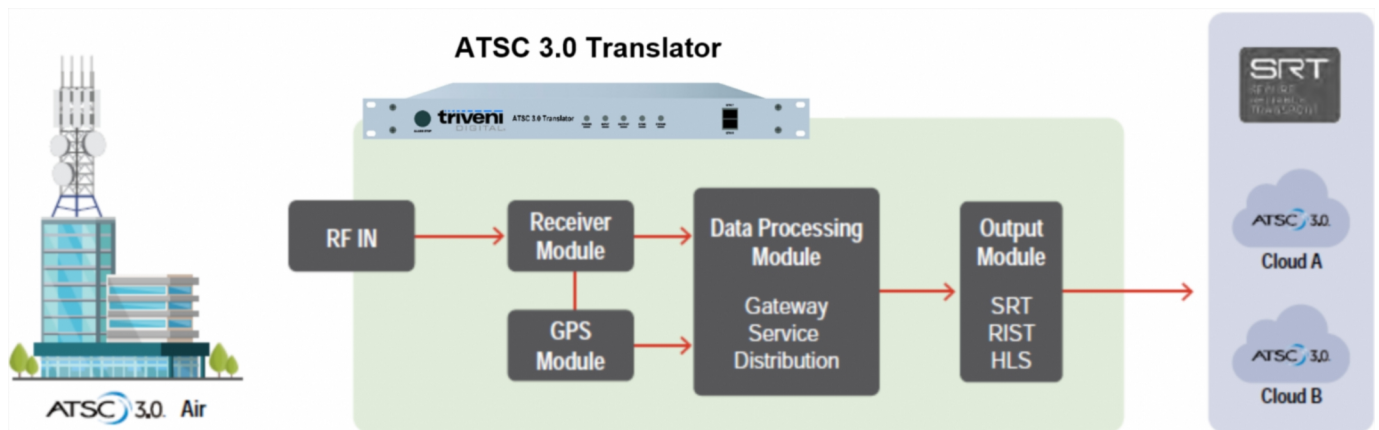 ATSC 3.0 Translator
triveni
DIGITAL
ATSC 3.0 Translator
RF IN
Receiver
Module
GPS
Module
Data Processing
Module
Gateway
Service
Distribution
Output
Module
SRT
RIST
HLS
SRT
ATSC 3.0
Cloud A
ATSC 3.0
Cloud B
ATSC 3.0 Air